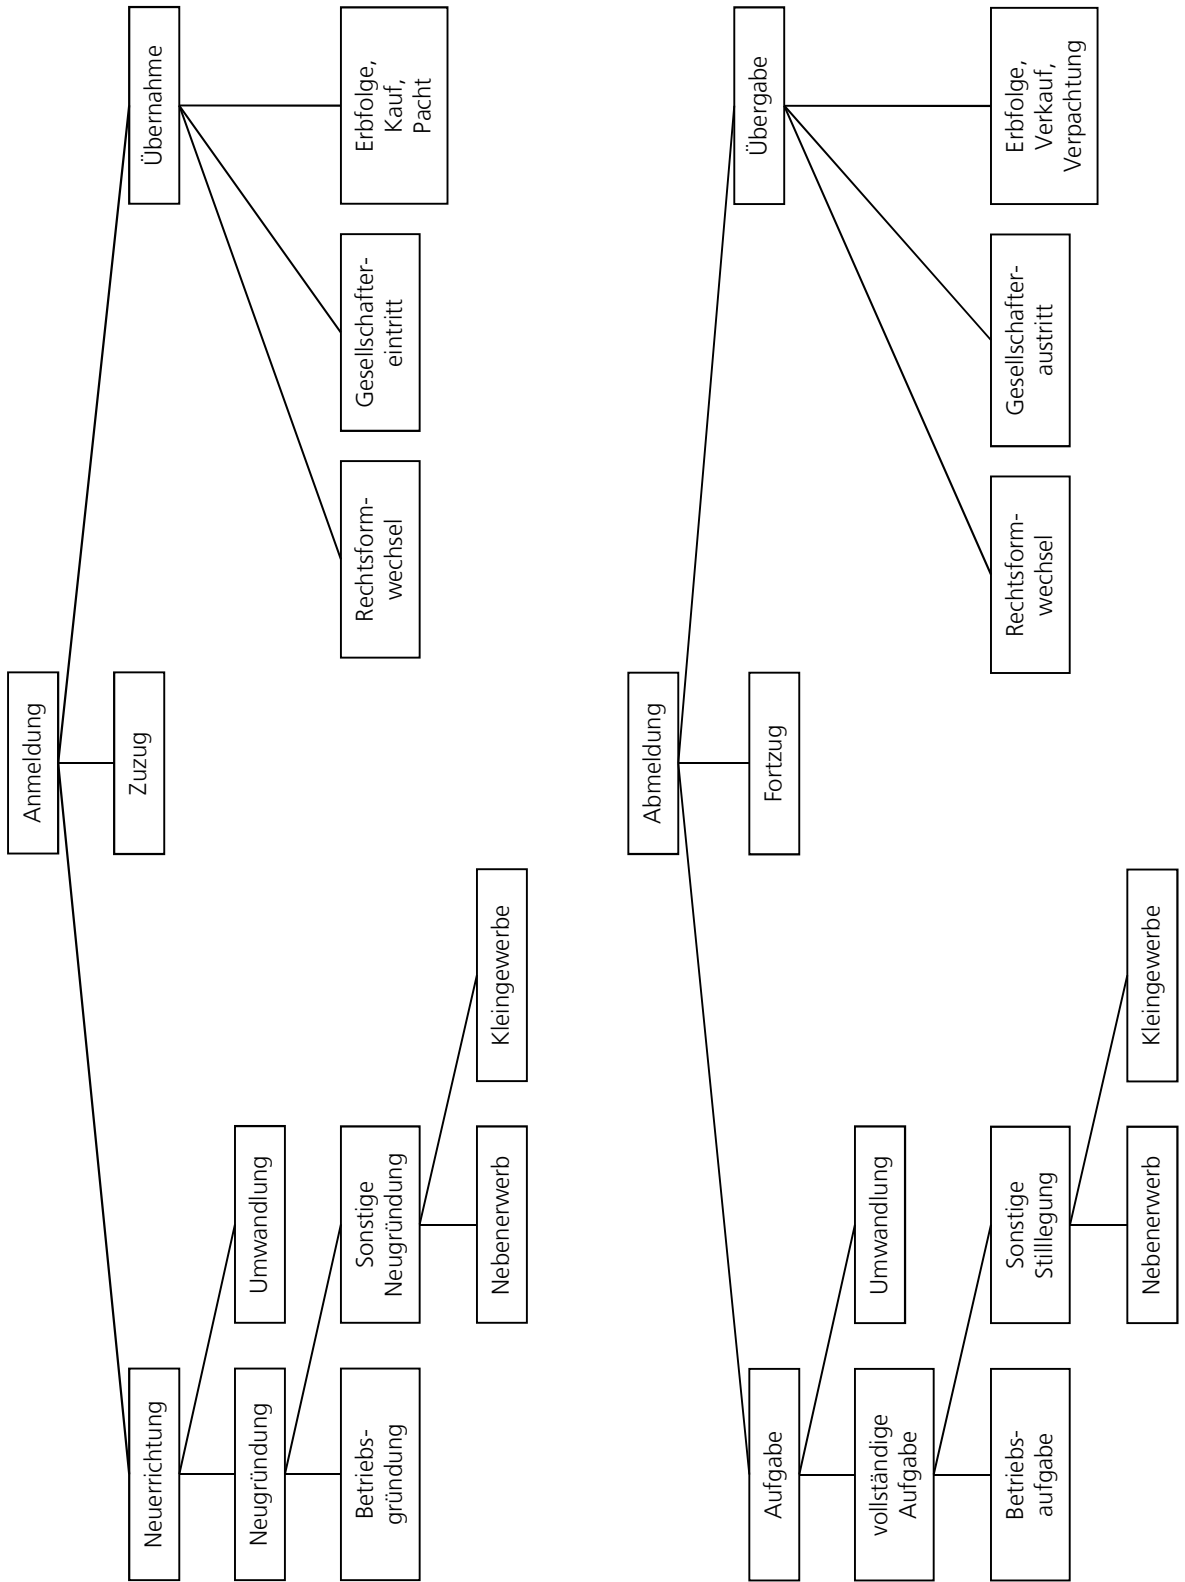 Anmeldung
Neuerrichtung
Zuzug
Übernahme
Neugründung
Umwandlung
Betriebs-
gründung
Sonstige
Neugründung
Rechtsform-
wechsel
Gesellschafter-
eintritt
Erbfolge,
Kauf,
Pacht
Nebenerwerb
Kleingewerbe
Abmeldung
Aufgabe
Fortzug
Übergabe
vollständige
Aufgabe
Umwandlung
Betriebs-
aufgabe
Sonstige
Stilllegung
Rechtsform-
wechsel
Gesellschafter-
austritt
Erbfolge,
Verkauf,
Verpachtung
Nebenerwerb
Kleingewerbe